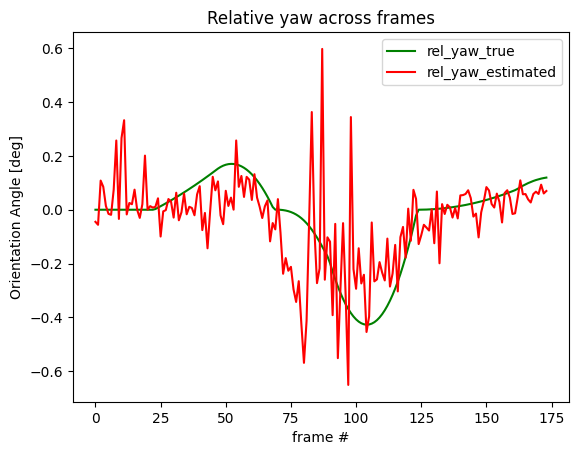 Relative yaw across frames
rel_yaw_true
rel_yaw_estimated
Orientation Angle [deg]
0.6
0.4
0.2
0.0
−0.2
−0.4
−0.6
0 25 50 75 100 125 150 175
frame #